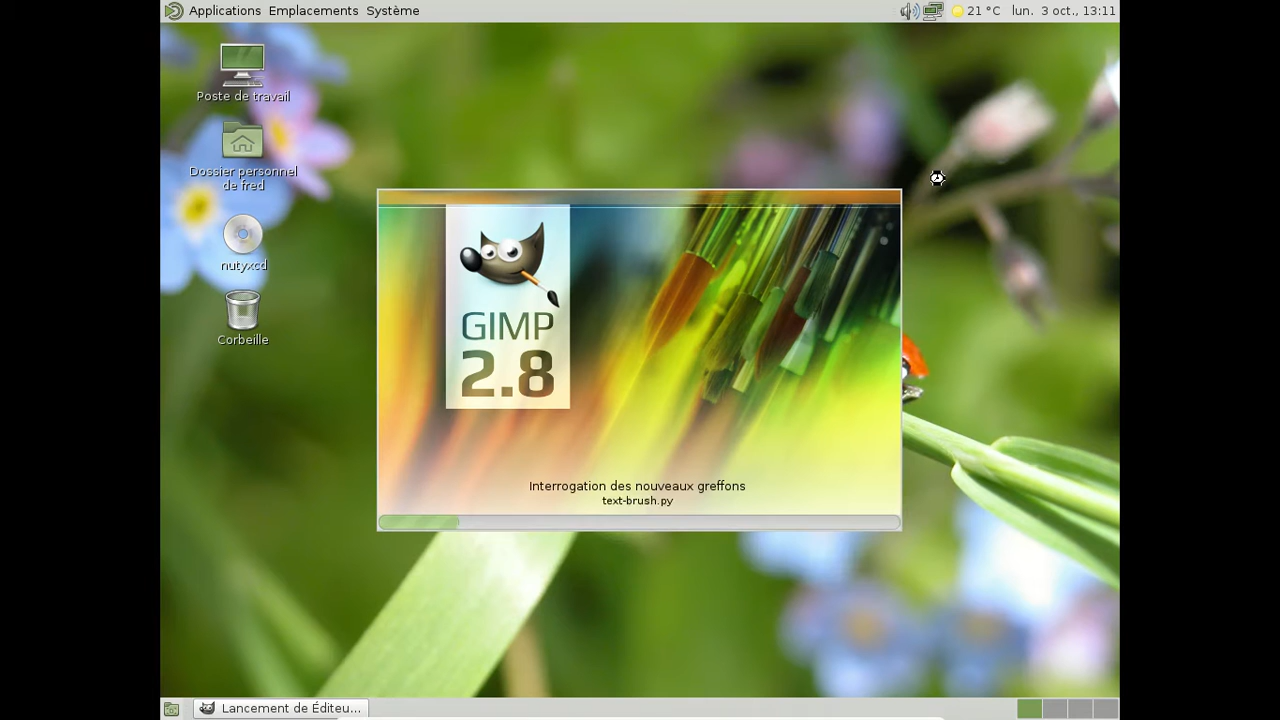 Applications Emplacements Système
21 °C lun. 3 oct., 13:11
Poste de travail
Dossier personnel
de fred
nutyxcd
Corbeille
GIMP
2.8
Interrogation des nouveaux greffons
text-brush.py
Lancement de Éditeu...